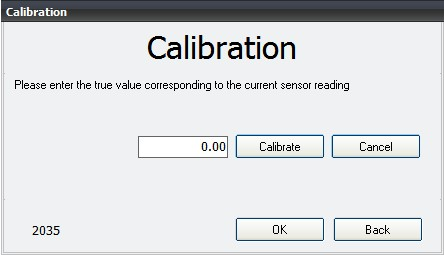 Calibration
Calibration
Please enter the true value corresponding to the current sensor reading
0.00 Calibrate Cancel
2035 OK Back